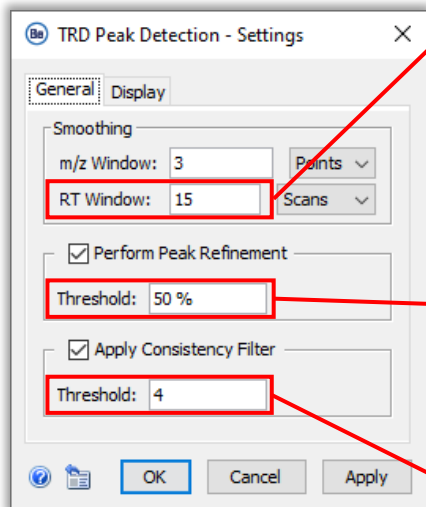 Be TRD Peak Detection - Settings
General Display
Smoothing
m/z Window: 3 Points
RT Window: 15 Scans
Perform Peak Refinement
Threshold: 50 %
Apply Consistency Filter
Threshold: 4
OK Cancel Apply